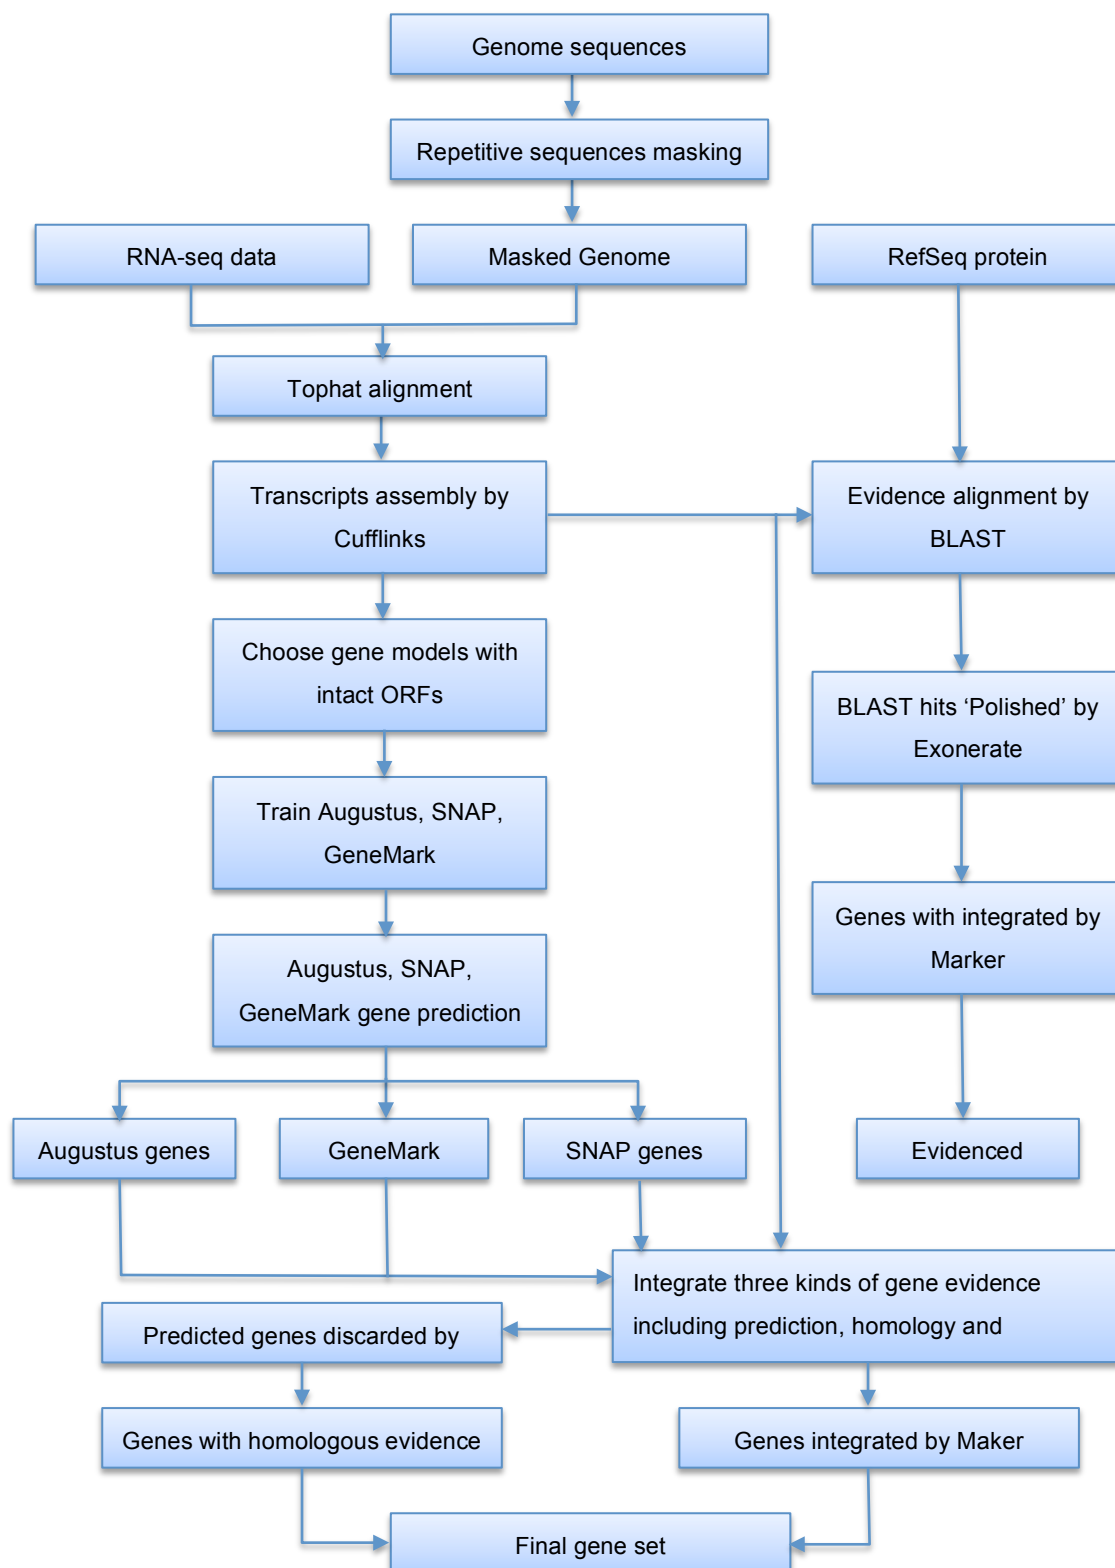 Genome sequences
Repetitive sequences masking
RNA-seq data
Masked Genome
RefSeq protein
Tophat alignment
Transcripts assembly by
Cufflinks
Evidence alignment by
BLAST
Choose gene models with
intact ORFs
BLAST hits ‘Polished’ by
Exonerate
Train Augustus, SNAP,
GeneMark
Genes with integrated by
Marker
Augustus, SNAP,
GeneMark gene prediction
Augustus genes
GeneMark
SNAP genes
Evidenced
Integrate three kinds of gene evidence
including prediction, homology and
Predicted genes discarded by
Genes with homologous evidence
Genes integrated by Maker
Final gene set